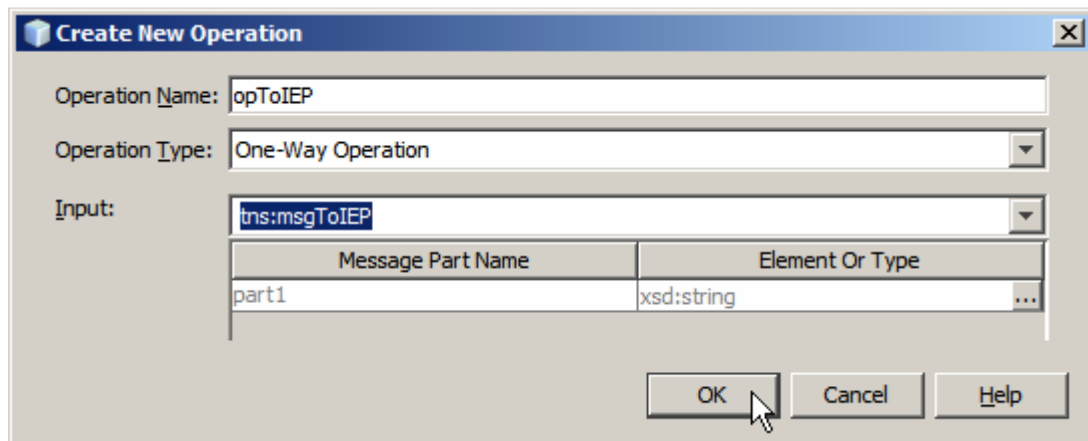 Create New Operation
Operation Name: opToIEP
Operation Type: One-Way Operation
Input: tns:msgToIEP
Message Part Name Element Or Type
part1 xsd:string ...
OK Cancel Help